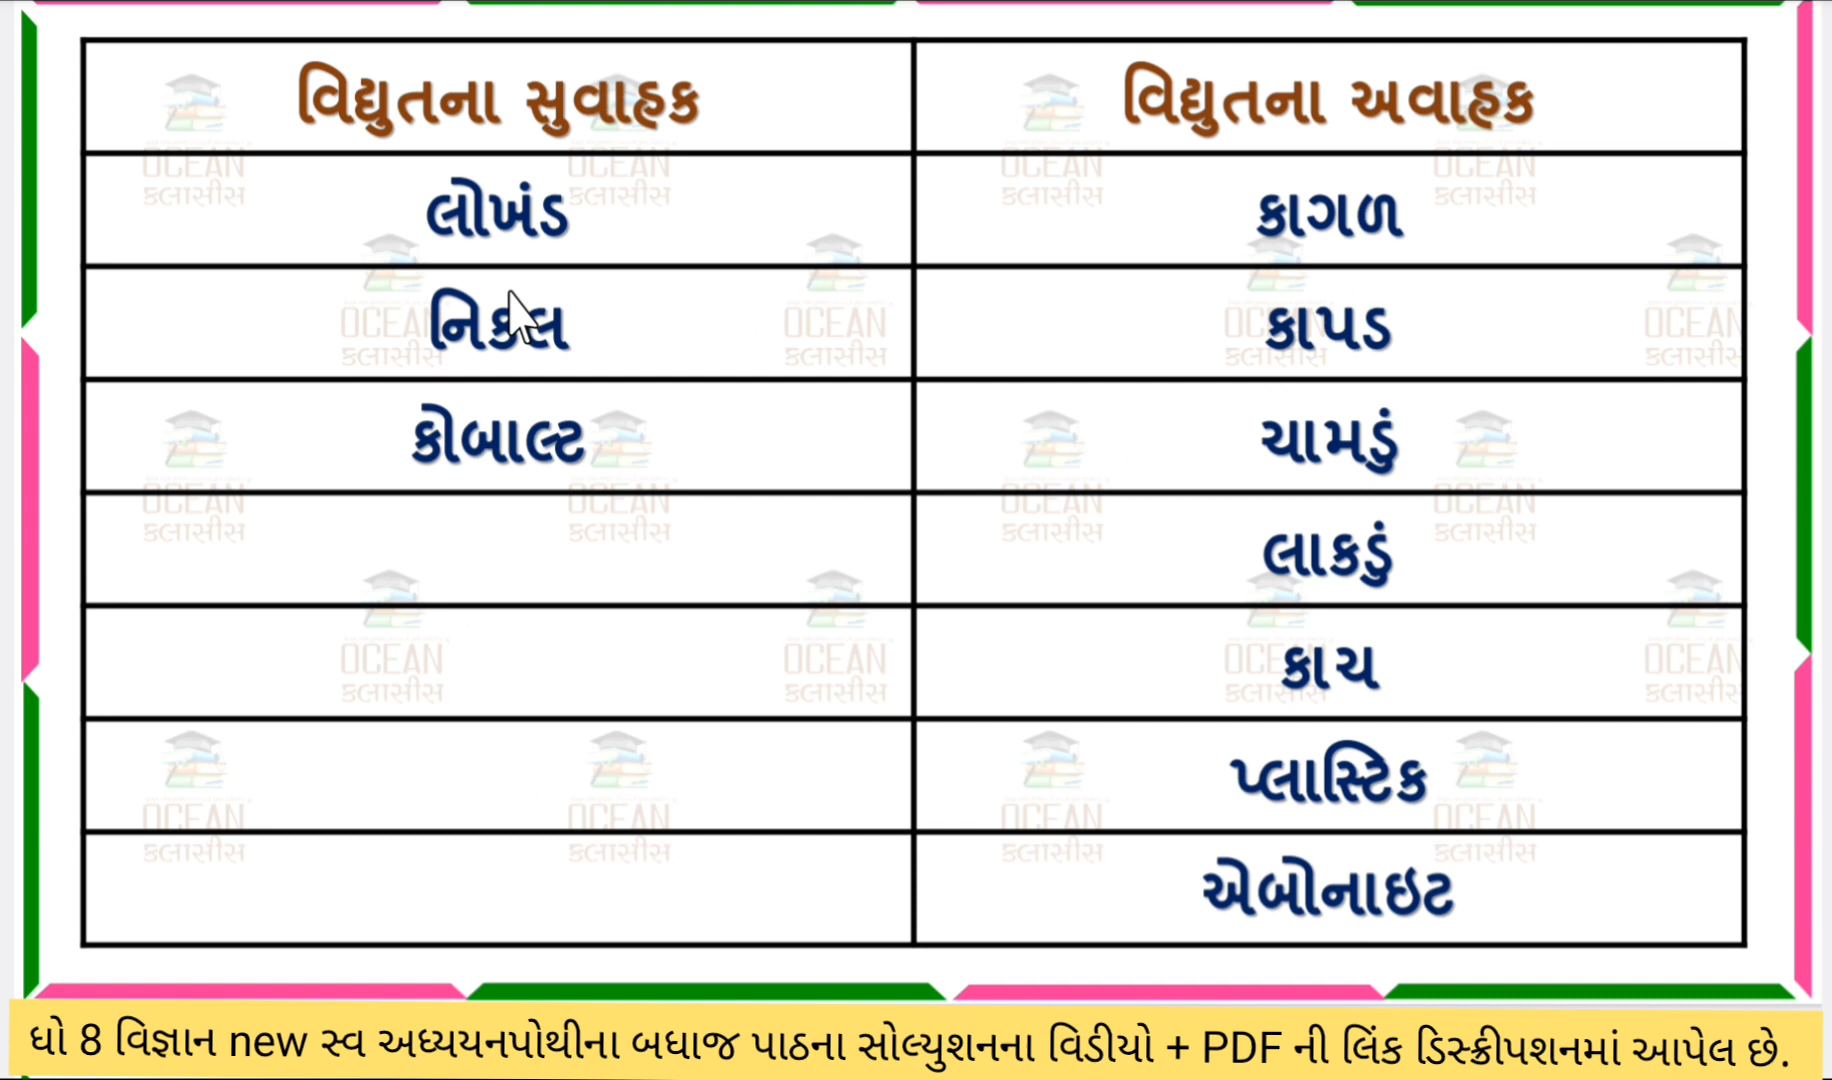 વિદ્યુતના સુવાહક વિદ્યુતના અવાહક
લોખંડ કાગળ
નિકલ કાપડ
કોબાલ્ટ ચામડું
લાકડું
કાચ
પ્લાસ્ટિક
એબોનાઇટ
OCEAN
ક્લાસીસ
ધો 8 વિજ્ઞાન new સ્વ અધ્યયનપોથીના બધાજ પાઠના સોલ્યુશનના વિડીયો + PDF ની લિંક ડિસ્ક્રીપશનમાં આપેલ છે.